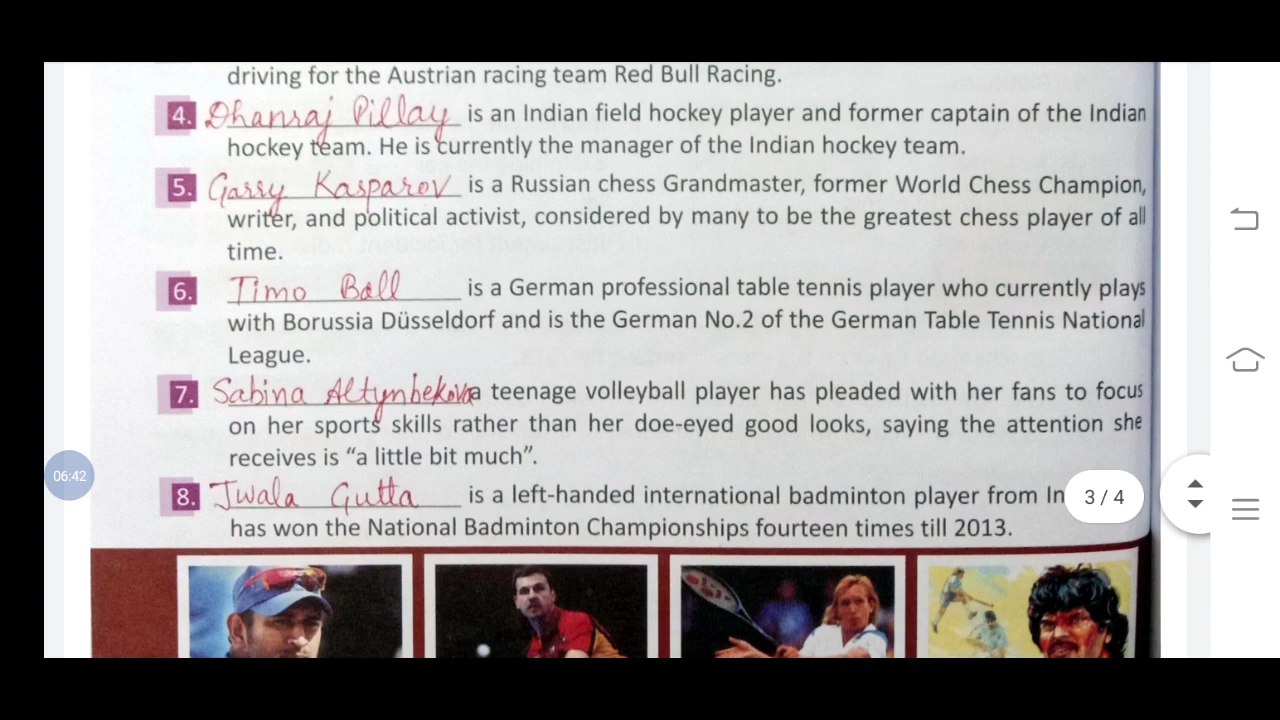 driving for the Austrian racing team Red Bull Racing.
4. Dhanraj Pillay is an Indian field hockey player and former captain of the Indian
hockey team. He is currently the manager of the Indian hockey team.
5. Garry Kasparov is a Russian chess Grandmaster, former World Chess Champion,
writer, and political activist, considered by many to be the greatest chess player of all
time.
6. Timo Ball is a German professional table tennis player who currently plays
with Borussia Düsseldorf and is the German No.2 of the German Table Tennis National
League.
7. Sabina Altynbekova a teenage volleyball player has pleaded with her fans to focus
on her sports skills rather than her doe-eyed good looks, saying the attention she
receives is “a little bit much”.
8. Jwala Gutta is a left-handed international badminton player from In
has won the National Badminton Championships fourteen times till 2013.
06:42
3 / 4